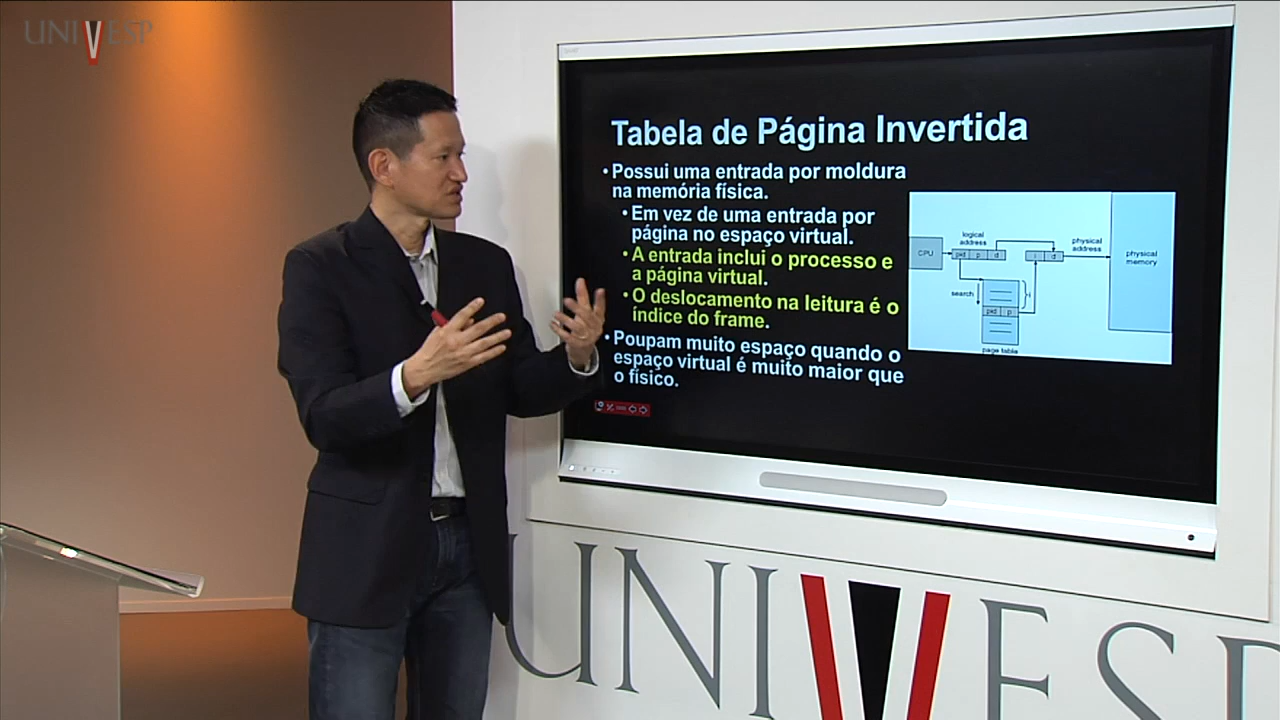 UNIVESP
Tabela de Página Invertida
• Possui uma entrada por moldura
na memória física.
• Em vez de uma entrada por
página no espaço virtual.
• A entrada inclui o processo e
a página virtual.
• O deslocamento na leitura é o
índice do frame.
• Poupam muito espaço quando o
espaço virtual é muito maior que
o físico.
CPU
logical
address
pid p d
i d
physical
address
physical
memory
search
i
pid p
page table
UNIVESP